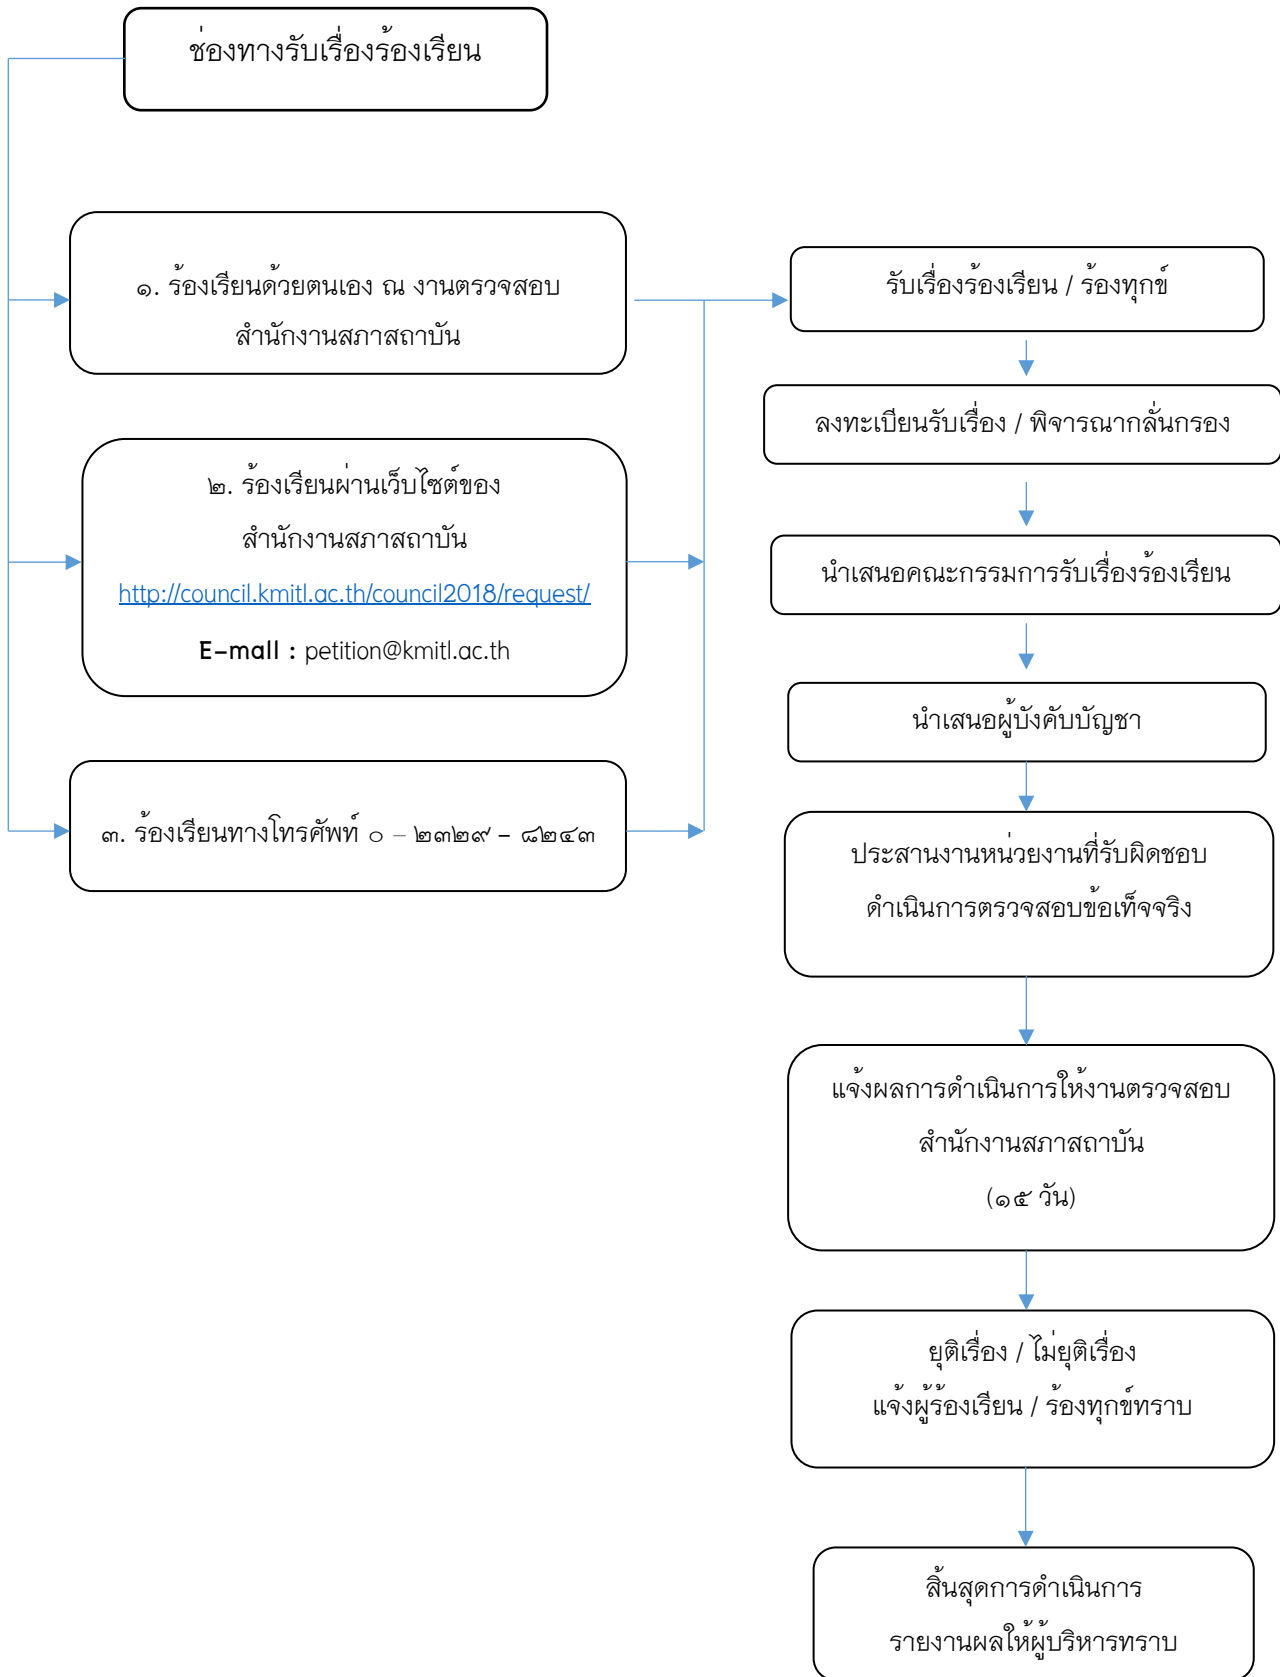 ช่องทางรับเรื่องร้องเรียน
๑. ร้องเรียนด้วยตนเอง ณ งานตรวจสอบ
สำนักงานสภาสถาบัน
๒. ร้องเรียนผ่านเว็บไซต์ของ
สำนักงานสภาสถาบัน
http://council.kmitl.ac.th/council2018/request/
E-mall : petition@kmitl.ac.th
๓. ร้องเรียนทางโทรศัพท์ ๐ – ๒๓๒๙ – ๘๒๔๓
รับเรื่องร้องเรียน / ร้องทุกข์
ลงทะเบียนรับเรื่อง / พิจารณากลั่นกรอง
นำเสนอคณะกรรมการรับเรื่องร้องเรียน
นำเสนอผู้บังคับบัญชา
ประสานงานหน่วยงานที่รับผิดชอบ
ดำเนินการตรวจสอบข้อเท็จจริง
แจ้งผลการดำเนินการให้งานตรวจสอบ
สำนักงานสภาสถาบัน
(๑๕ วัน)
ยุติเรื่อง / ไม่ยุติเรื่อง
แจ้งผู้ร้องเรียน / ร้องทุกข์ทราบ
สิ้นสุดการดำเนินการ
รายงานผลให้ผู้บริหารทราบ